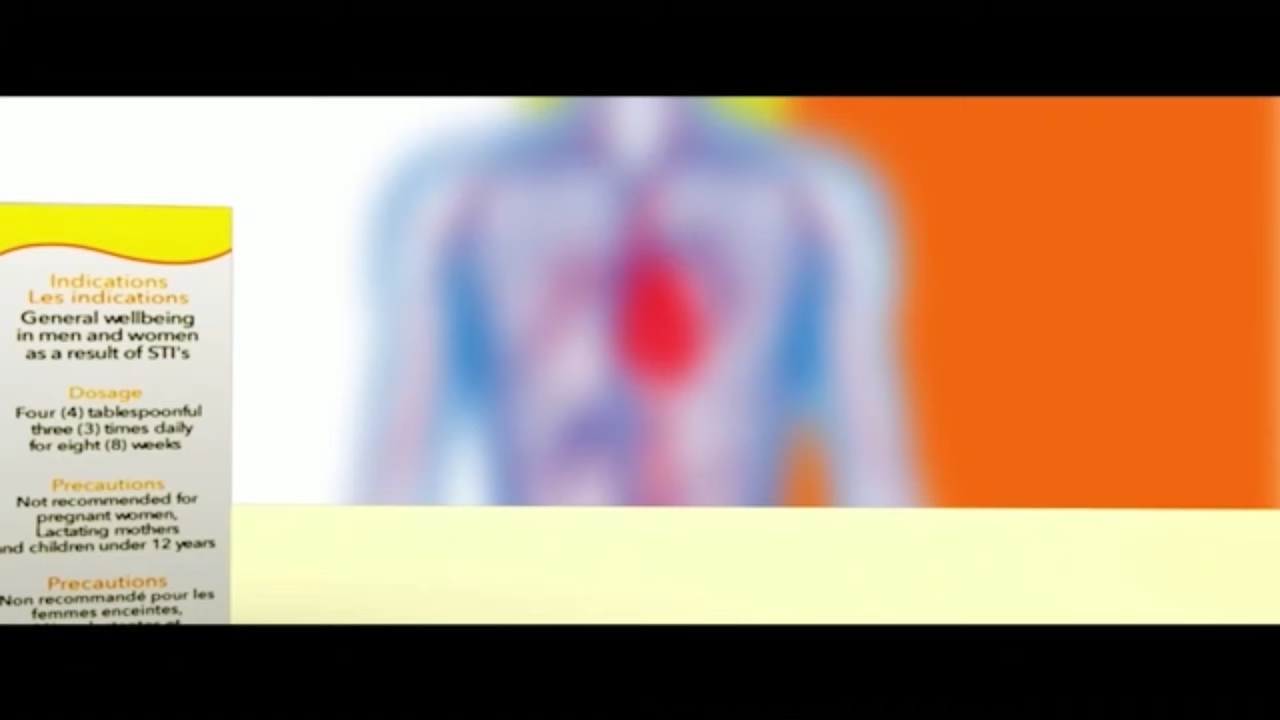 Indications
Les indications
General wellbeing
in men and women
as a result of STI's
Dosage
Four (4) tablespoonful
three (3) times daily
for eight (8) weeks
Precautions
Not recommended for
pregnant women,
Lactating mothers
and children under 12 years
Precautions
Non recommandé pour les
femmes enceintes,